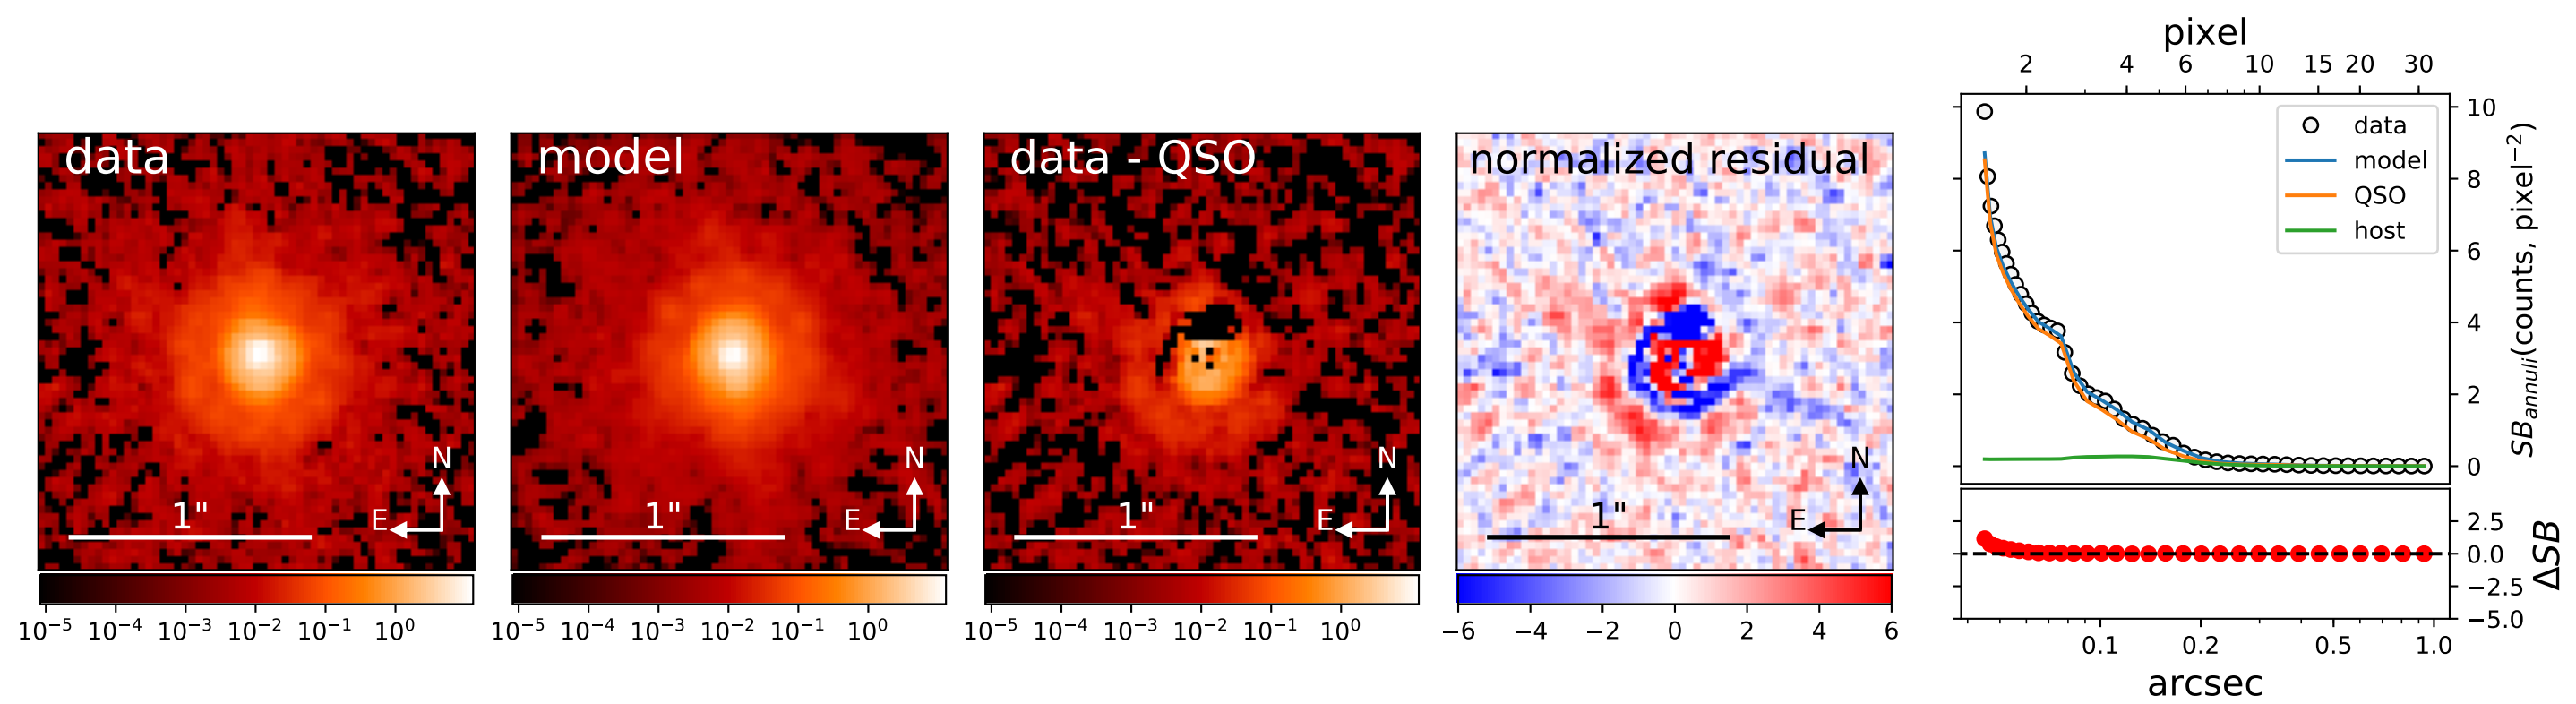 data
N
E
1"
10⁻⁵ 10⁻⁴ 10⁻³ 10⁻² 10⁻¹ 10⁰
model
N
E
1"
10⁻⁵ 10⁻⁴ 10⁻³ 10⁻² 10⁻¹ 10⁰
data - QSO
N
E
1"
10⁻⁵ 10⁻⁴ 10⁻³ 10⁻² 10⁻¹ 10⁰
normalized residual
N
E
1"
−6 −4 −2 0 2 4 6
pixel
2 4 6 10 15 20 30
data
model
QSO
host
10
8
6
4
2
0
SB_annuli(counts, pixel⁻²)
2.5
0.0
−2.5
−5.0
ΔSB
0.1 0.2 0.5 1.0
arcsec